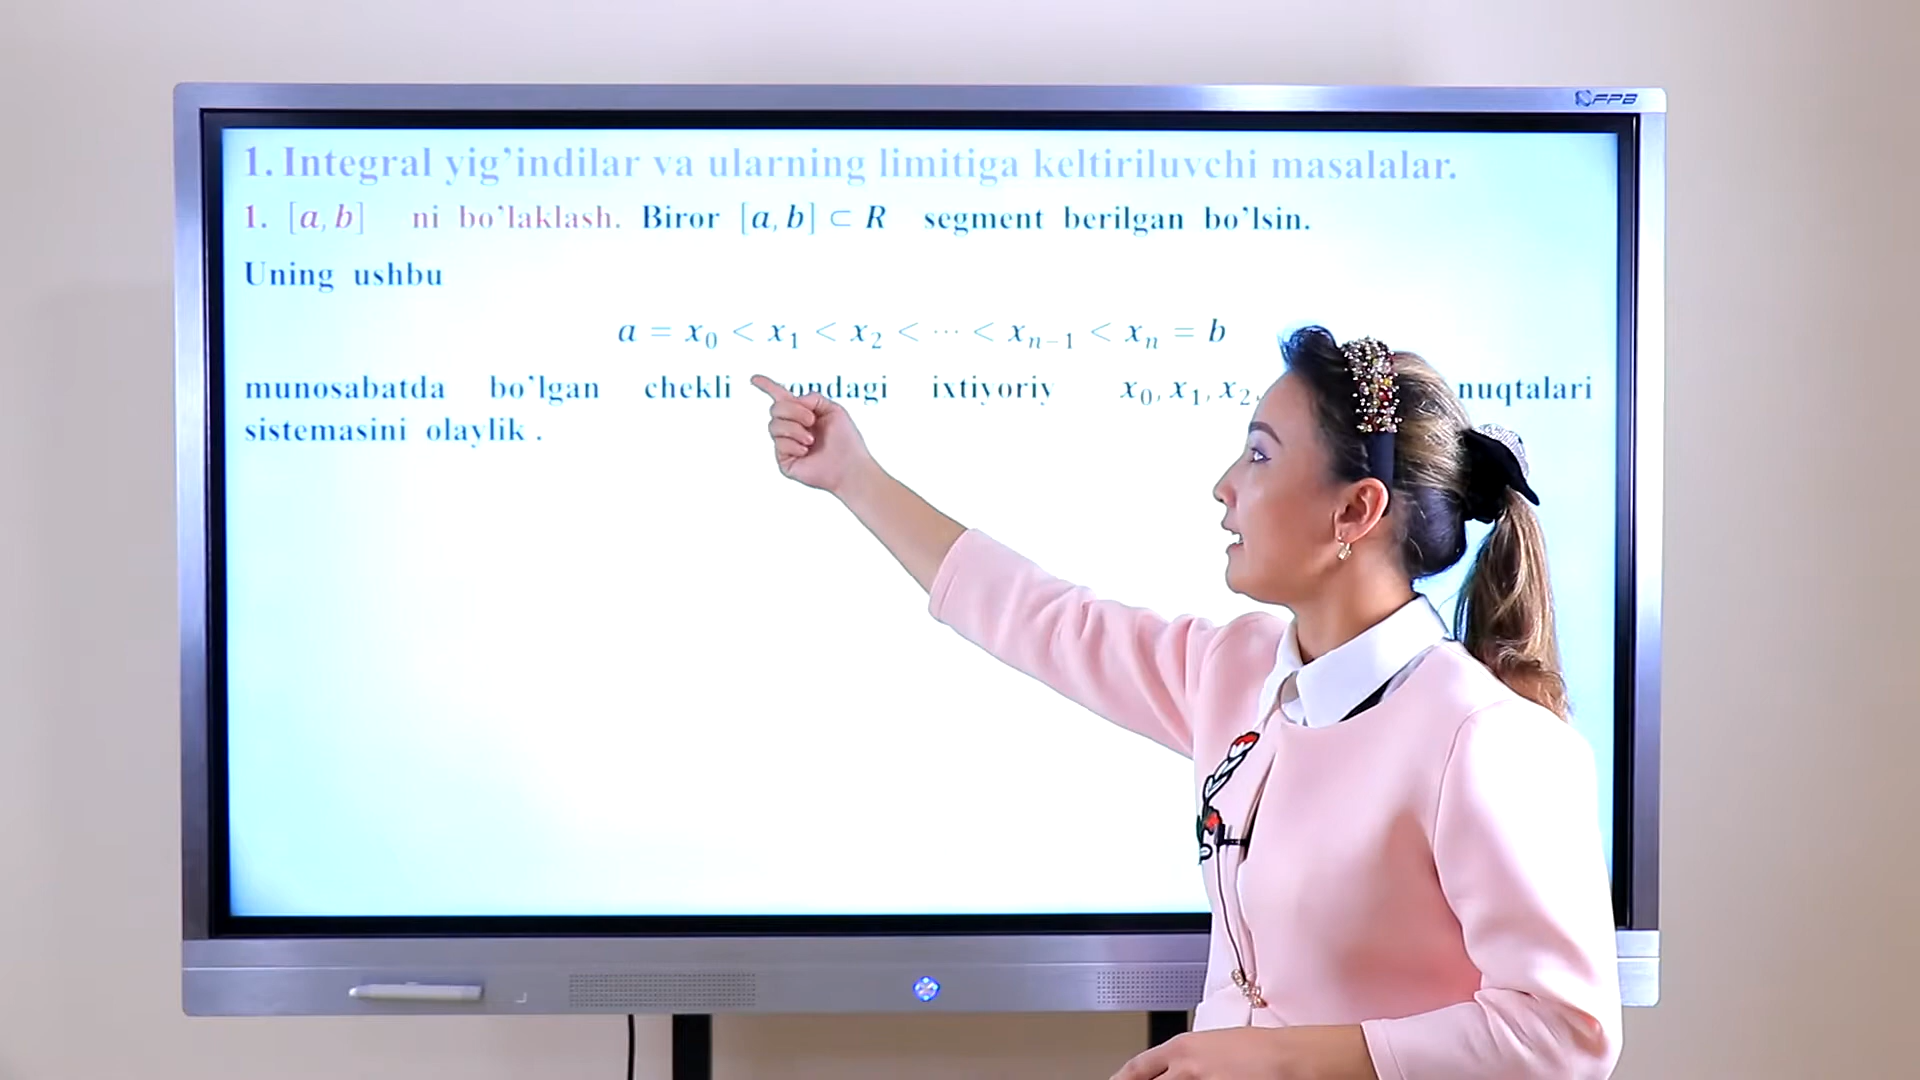 FPB
1. Integral yig’indilar va ularning limitiga keltiriluvchi masalalar.
1. [a, b] ni bo’laklash. Biror [a, b] ⊂ R segment berilgan bo’lsin.
Uning ushbu
a = x₀ < x₁ < x₂ < ⋯ < xₙ₋₁ < xₙ = b
munosabatda bo’lgan chekli ixtiyoriy x₀, x₁, x₂, nuqtalari
sistemasini olaylik .